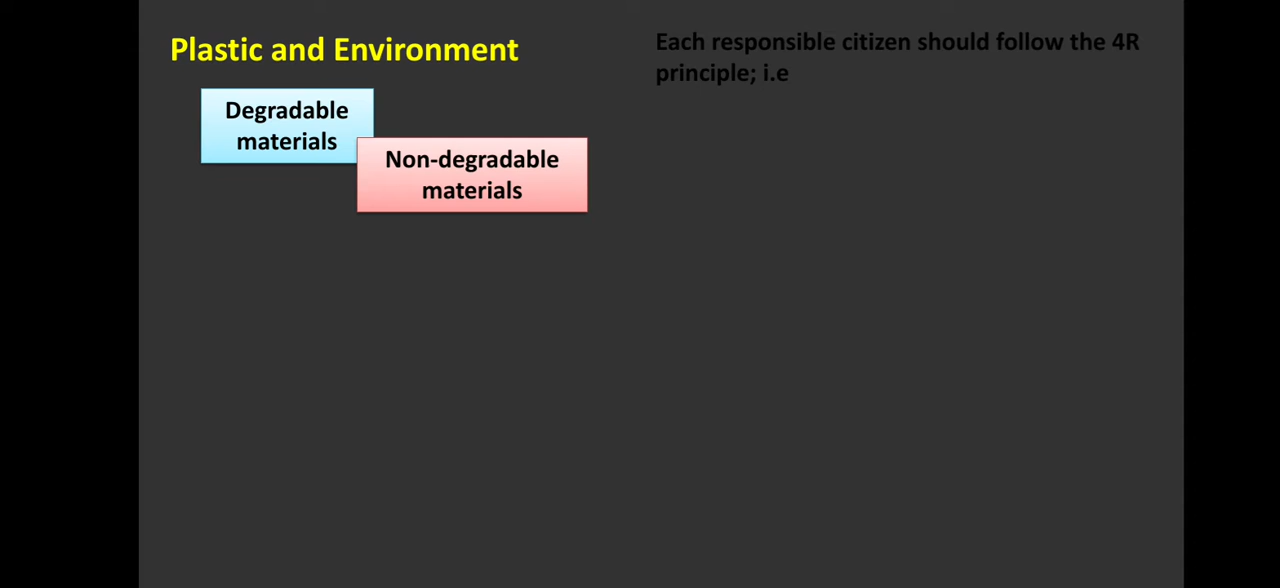 Plastic and Environment
Degradable
materials
Non-degradable
materials
Each responsible citizen should follow the 4R
principle; i.e